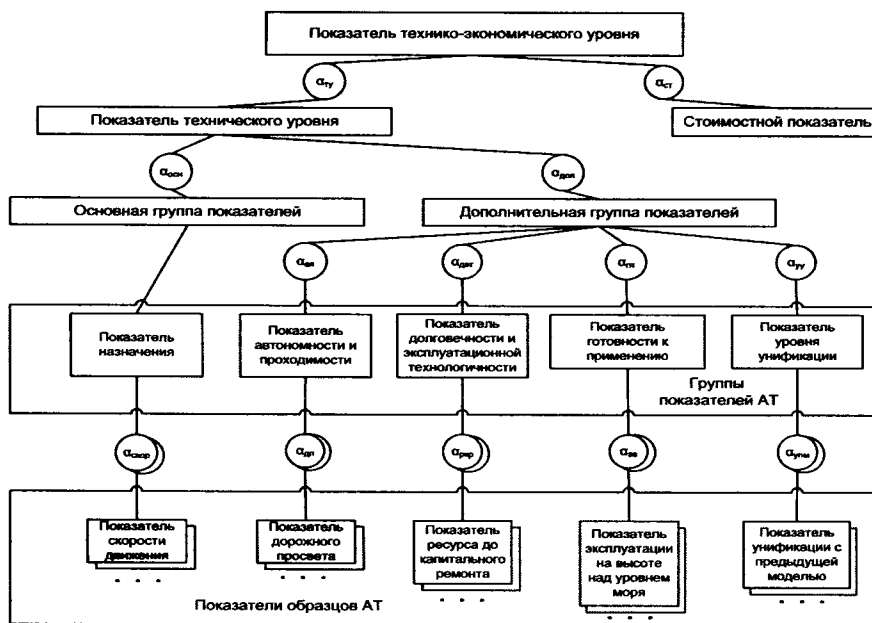 Показатель технико-экономического уровня
αту
αст
Показатель технического уровня
Стоимостной показатель
αосн
αдоп
Основная группа показателей
Дополнительная группа показателей
αап
αдвг
αгп
αуу
Показатель
назначения
Показатель
автономности и
проходимости
Показатель
долговечности и
эксплуатационной
технологичности
Показатель
готовности к
применению
Показатель
уровня
унификации
Группы
показателей АТ
αскор
αдп
αркр
αупм
Показатель
скорости
движения
. . .
Показатель
дорожного
просвета
. . .
Показатель
ресурса до
капитального
ремонта
. . .
Показатель
эксплуатации
на высоте
над уровнем
моря
. . .
Показатель
унификации с
предыдущей
моделью
. . .
Показатели образцов АТ